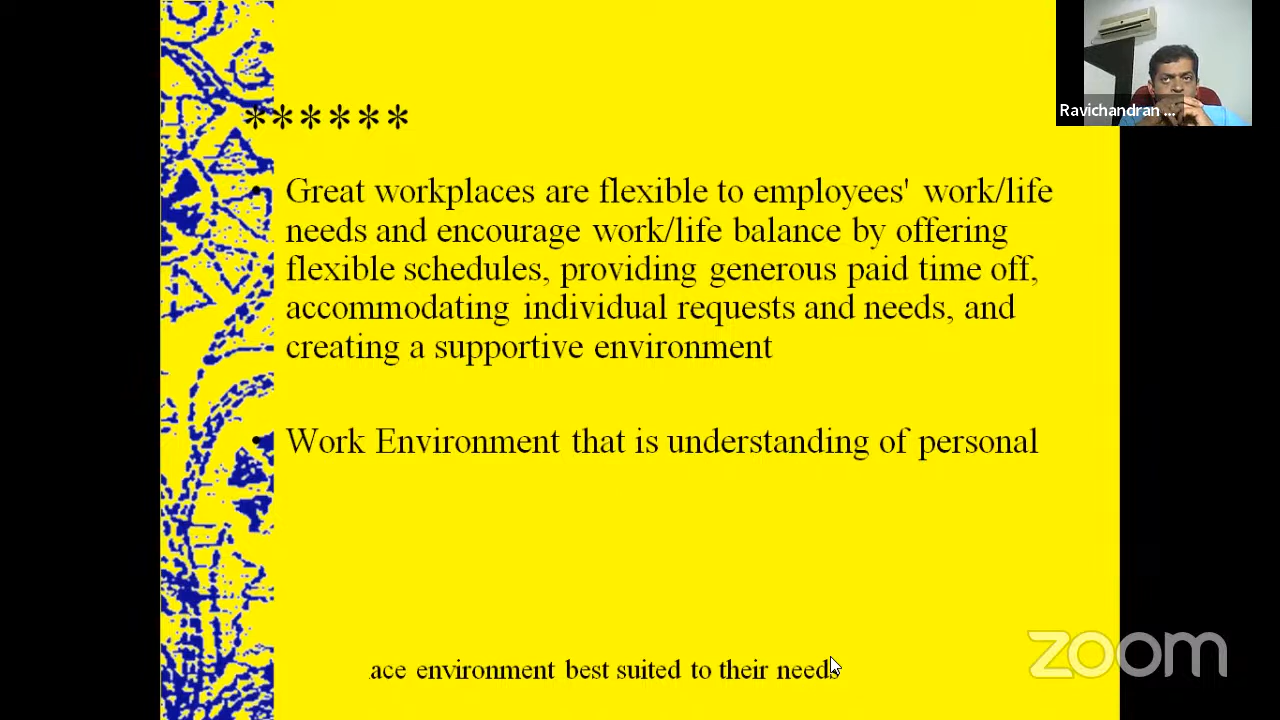 ******
Ravichandran ...
• Great workplaces are flexible to employees' work/life
needs and encourage work/life balance by offering
flexible schedules, providing generous paid time off,
accommodating individual requests and needs, and
creating a supportive environment
• Work Environment that is understanding of personal
ace environment best suited to their needs
zoom